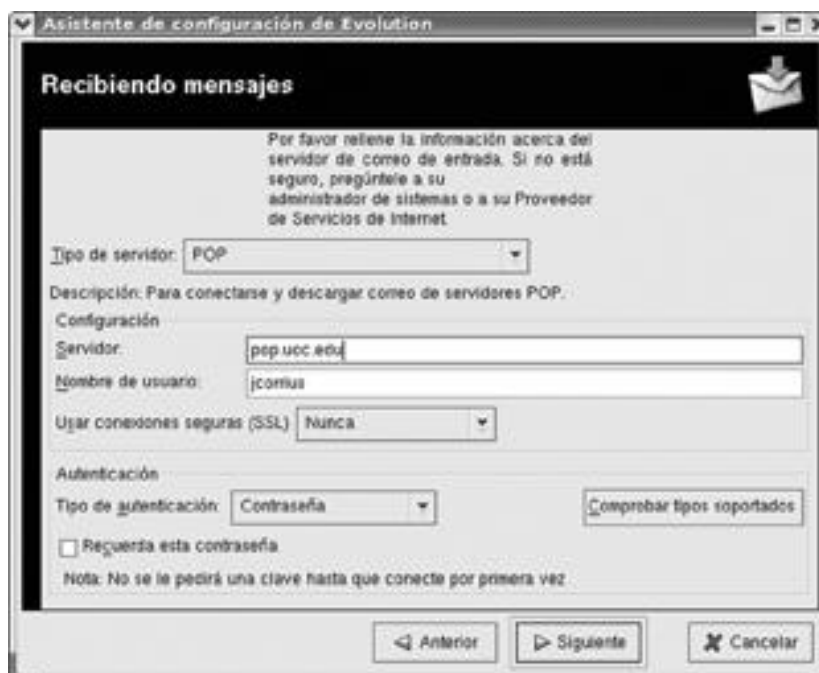 Asistente de configuración de Evolution
Recibiendo mensajes
Por favor rellene la información acerca del
servidor de correo de entrada. Si no está
seguro, pregúntele a su
administrador de sistemas o a su Proveedor
de Servicios de Internet.
Tipo de servidor: POP
Descripción: Para conectarse y descargar correo de servidores POP.
Configuración
Servidor: pop.uoc.edu
Nombre de usuario: jcorrius
Usar conexiones seguras (SSL) Nunca
Autenticación
Tipo de autenticación: Contraseña Comprobar tipos soportados
Recuerda esta contraseña
Nota: No se le pedirá una clave hasta que conecte por primera vez
Anterior Siguiente Cancelar